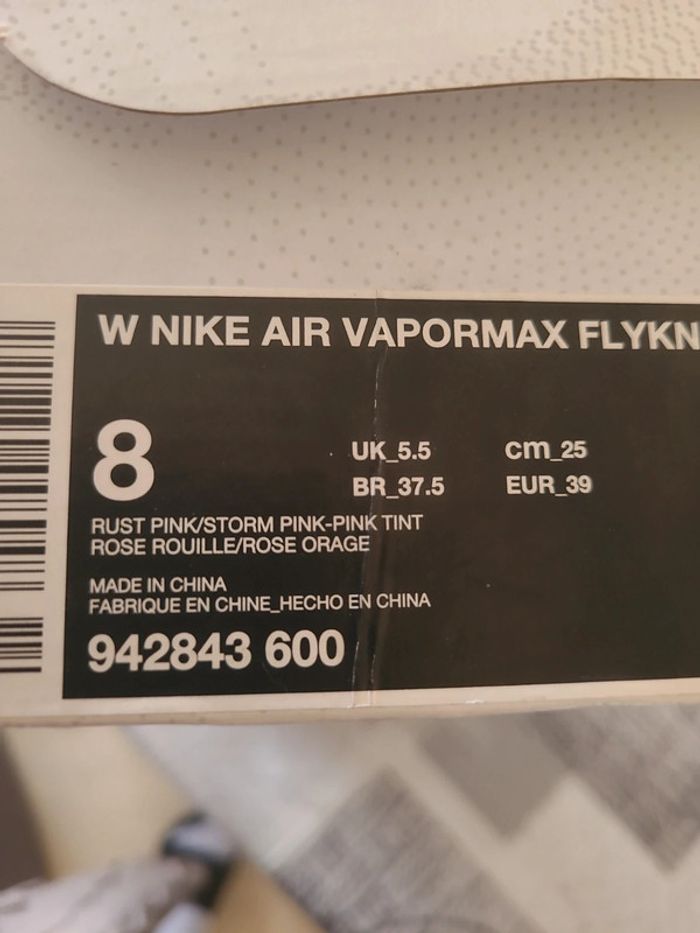 W NIKE AIR VAPORMAX FLYKN
8
UK_5.5 cm_25
BR_37.5 EUR_39
RUST PINK/STORM PINK-PINK TINT
ROSE ROUILLE/ROSE ORAGE
MADE IN CHINA
FABRIQUE EN CHINE_HECHO EN CHINA
942843 600